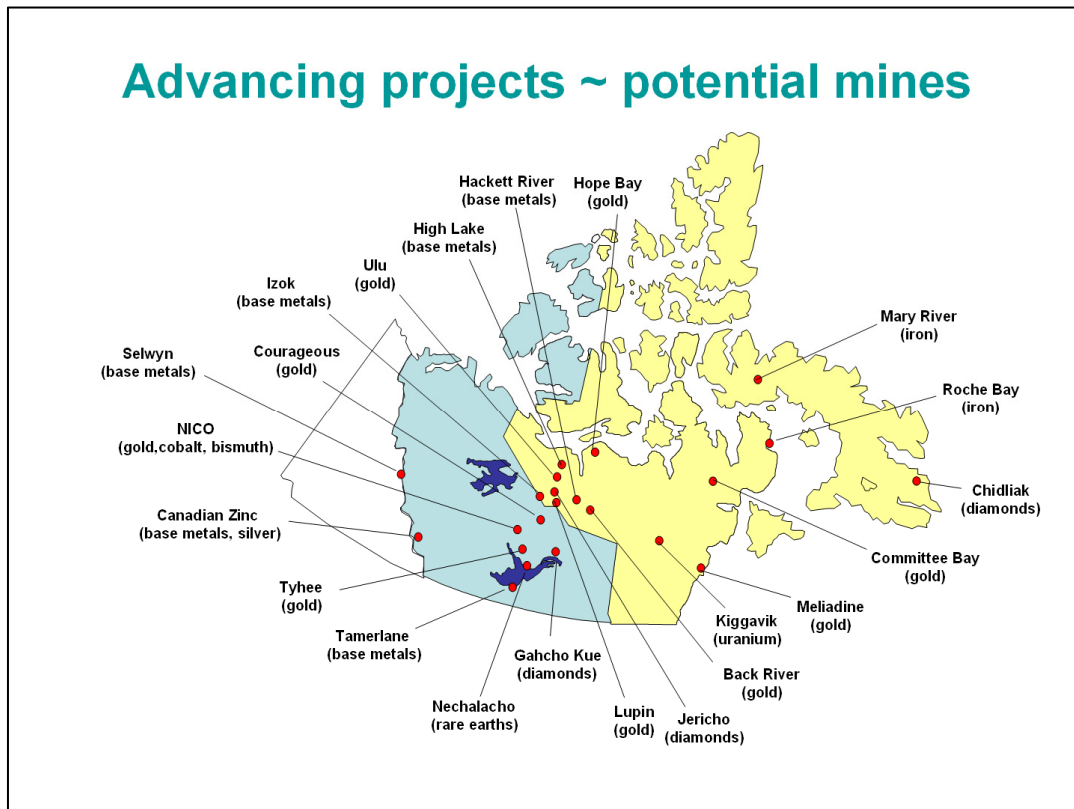 Advancing projects ~ potential mines
Hackett River
(base metals)
Hope Bay
(gold)
High Lake
(base metals)
Ulu
(gold)
Izok
(base metals)
Courageous
(gold)
Selwyn
(base metals)
NICO
(gold,cobalt, bismuth)
Canadian Zinc
(base metals, silver)
Tyhee
(gold)
Tamerlane
(base metals)
Nechalacho
(rare earths)
Gahcho Kue
(diamonds)
Lupin
(gold)
Jericho
(diamonds)
Back River
(gold)
Kiggavik
(uranium)
Meliadine
(gold)
Committee Bay
(gold)
Chidliak
(diamonds)
Roche Bay
(iron)
Mary River
(iron)